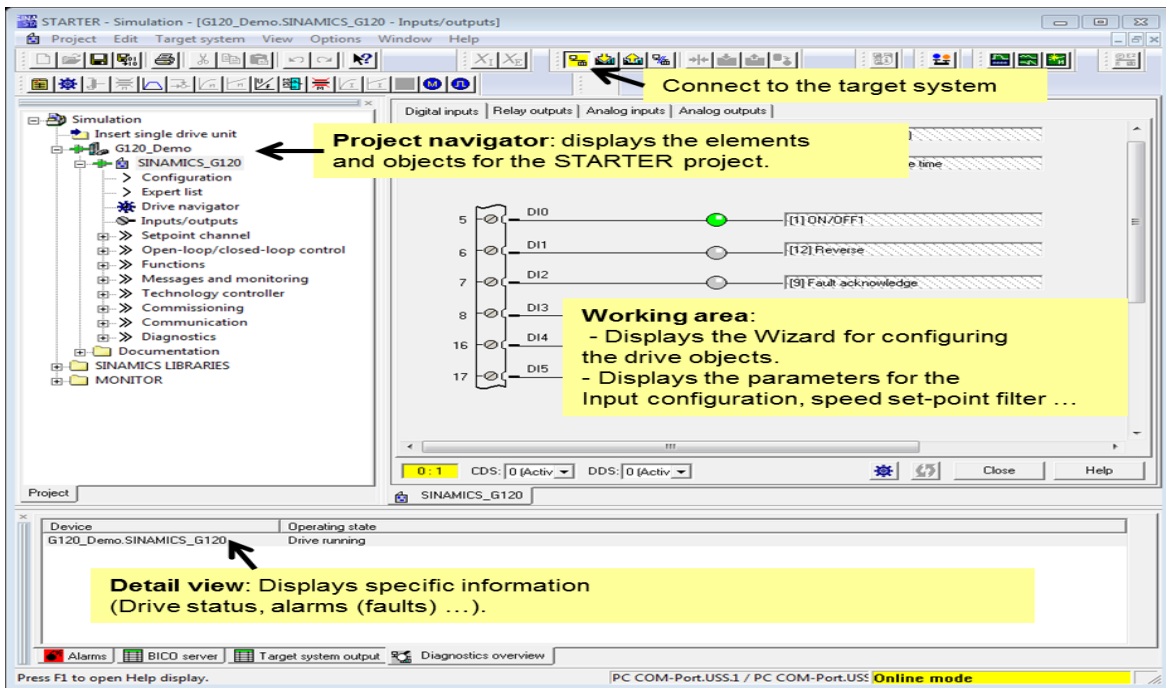 STARTER - Simulation - [G120_Demo.SINAMICS_G120 - Inputs/outputs]
Project Edit Target system View Options Window Help
Connect to the target system
Simulation
Insert single drive unit
G120_Demo
SINAMICS_G120
Configuration
Expert list
Drive navigator
Inputs/outputs
Setpoint channel
Open-loop/closed-loop control
Functions
Messages and monitoring
Technology controller
Commissioning
Communication
Diagnostics
Documentation
SINAMICS LIBRARIES
MONITOR
Project
Project navigator: displays the elements
and objects for the STARTER project.
Digital inputs Relay outputs Analog inputs Analog outputs
time
5 DI0 [1] ON/OFF1
6 DI1 [12] Reverse
7 DI2 [9] Fault acknowledge
8 DI3
16 DI4
17 DI5
Working area:
- Displays the Wizard for configuring
the drive objects.
- Displays the parameters for the
Input configuration, speed set-point filter ...
0 : 1 CDS: 0 (Activ DDS: 0 (Activ Close Help
SINAMICS_G120
Device Operating state
G120_Demo.SINAMICS_G120 Drive running
Detail view: Displays specific information
(Drive status, alarms (faults) ...).
Alarms BICO server Target system output Diagnostics overview
Press F1 to open Help display. PC COM-Port.USS.1 / PC COM-Port.USS Online mode